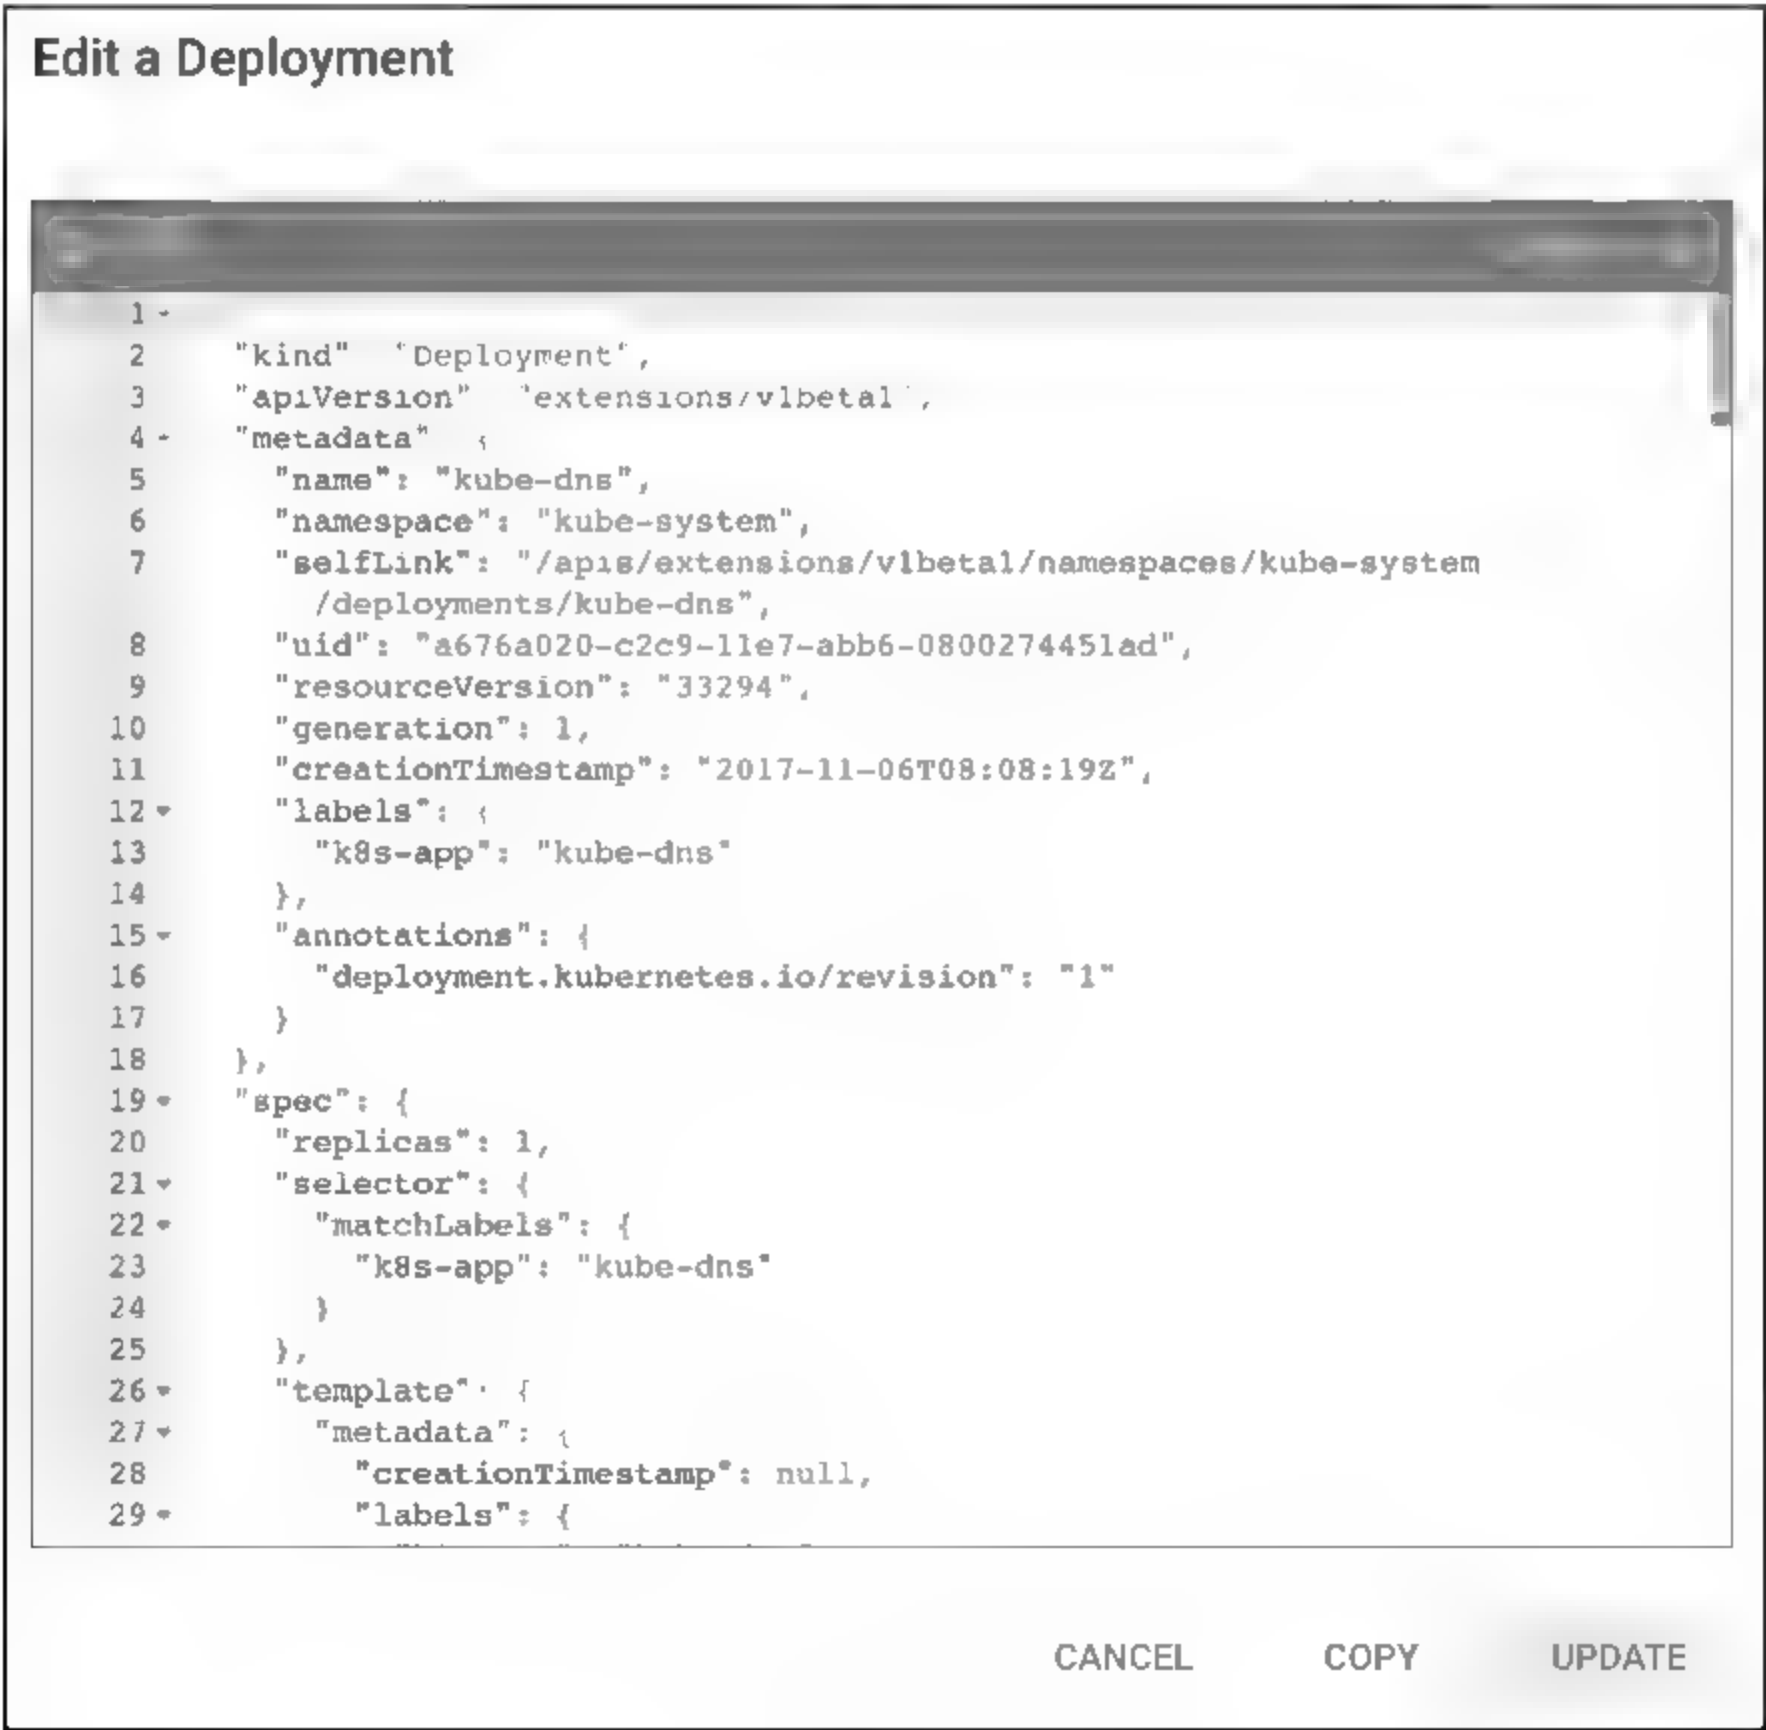 Edit a Deployment
1
2 "kind" "Deployment",
3 "apiVersion" "extensions/v1beta1",
4 "metadata" {
5 "name": "kube-dns",
6 "namespace": "kube-system",
7 "selfLink": "/apis/extensions/v1beta1/namespaces/kube-system
/deployments/kube-dns",
8 "uid": "a676a020-c2c9-11e7-abb6-0800274451ad",
9 "resourceVersion": "33294",
10 "generation": 1,
11 "creationTimestamp": "2017-11-06T08:08:19Z",
12 "labels": {
13 "k8s-app": "kube-dns"
14 },
15 "annotations": {
16 "deployment.kubernetes.io/revision": "1"
17 }
18 },
19 "spec": {
20 "replicas": 1,
21 "selector": {
22 "matchLabels": {
23 "k8s-app": "kube-dns"
24 }
25 },
26 "template": {
27 "metadata": {
28 "creationTimestamp": null,
29 "labels": {
CANCEL COPY UPDATE